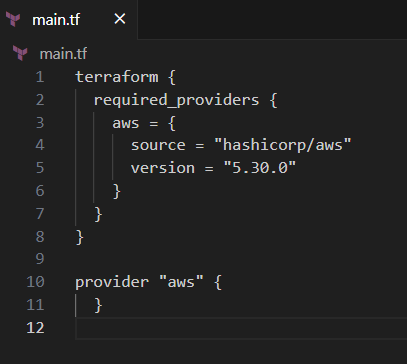 main.tf ×
main.tf
1 terraform {
2   required_providers {
3     aws = {
4       source = "hashicorp/aws"
5       version = "5.30.0"
6     }
7   }
8 }
9
10 provider "aws" {
11   }
12